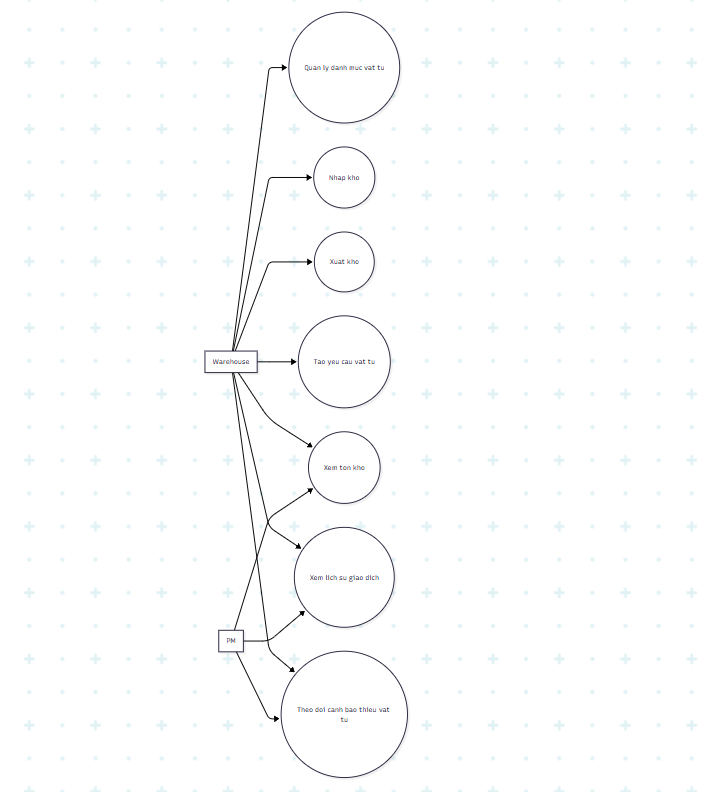 Quan ly danh muc vat tu
Nhap kho
Xuat kho
Warehouse
Tao yeu cau vat tu
Xem ton kho
Xem lich su giao dich
PM
Theo doi canh bao thieu vat
tu